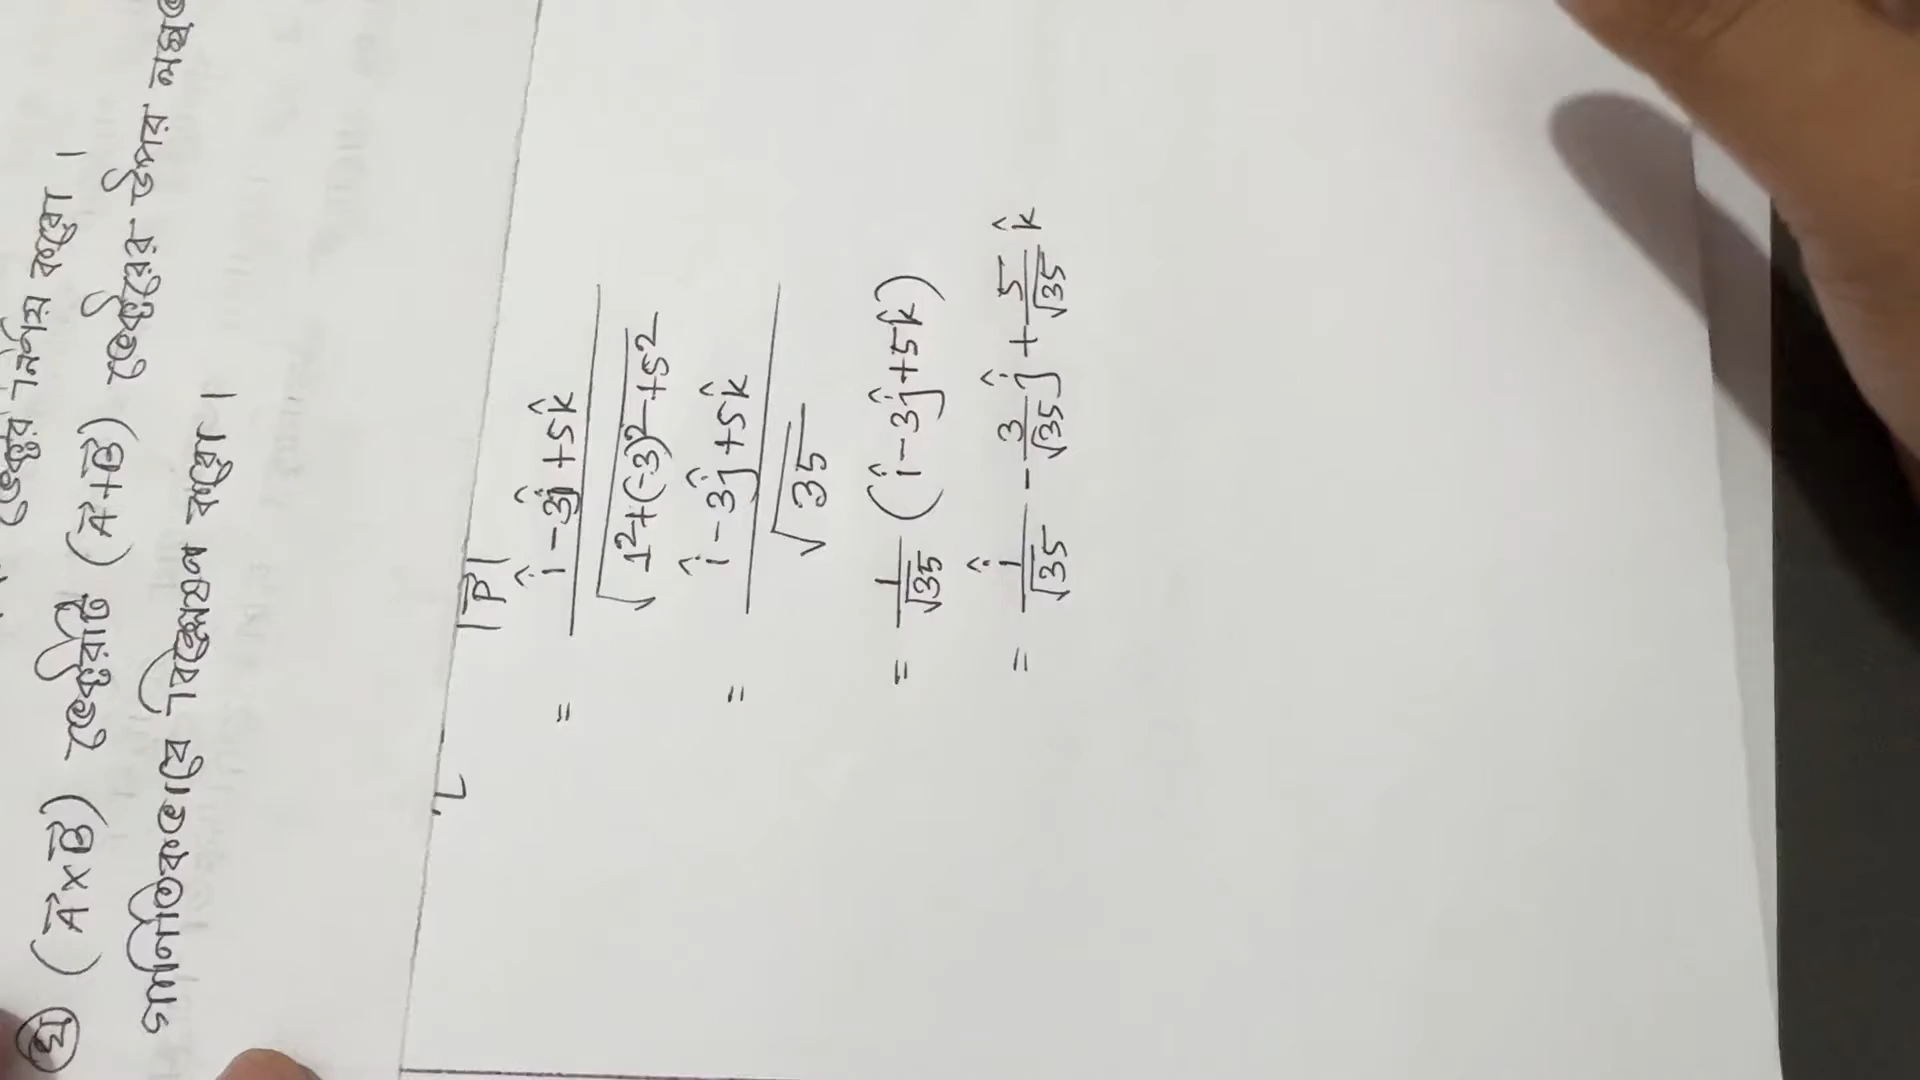 ভেক্টর নির্ণয় করো।
ঘ (A⃗×B⃗) ভেক্টরটি (A⃗+B⃗) ভেক্টরের উপর লম্ব
গাণিতিকভাবে বিশ্লেষণ করো।
|P⃗|
= î-3ĵ+5k̂ / √(1²+(-3)²+5²)
= î-3ĵ+5k̂ / √35
= 1/√35 (î-3ĵ+5k̂)
= î/√35 - 3/√35 ĵ + 5/√35 k̂